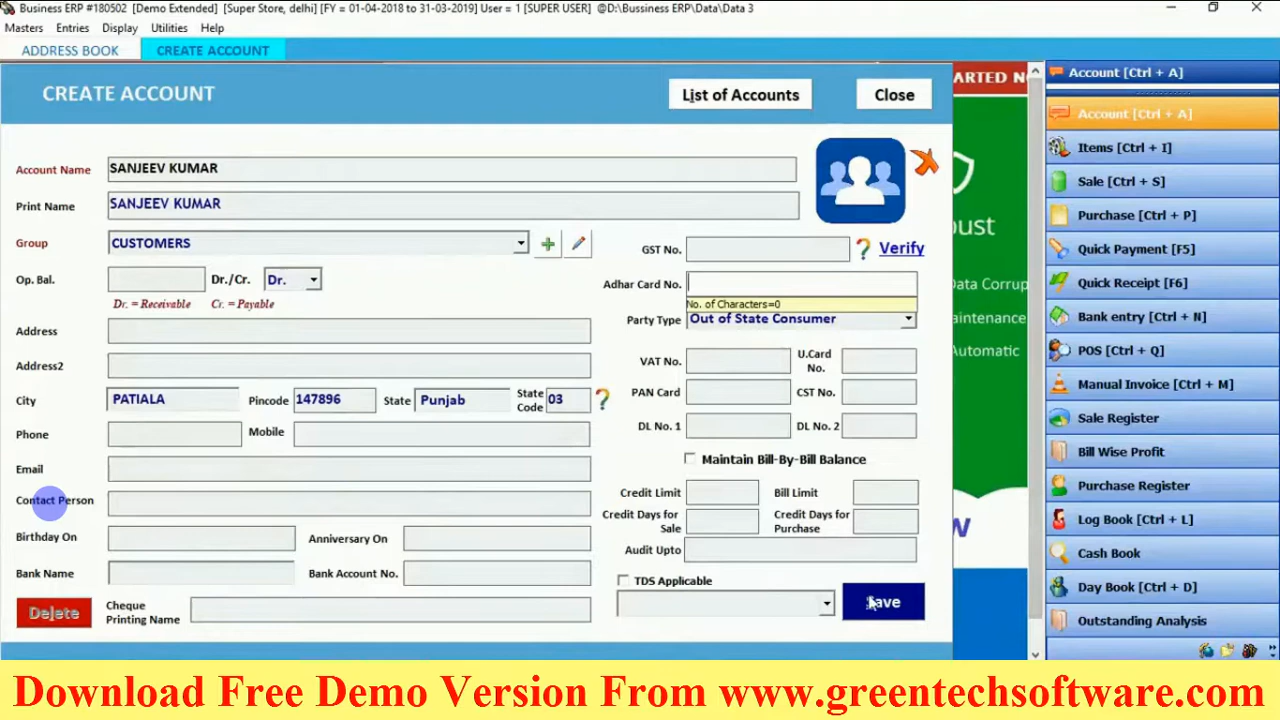 Business ERP #180502 [Demo Extended] [Super Store, delhi] [FY = 01-04-2018 to 31-03-2019] User = 1 [SUPER USER] @D:\Bussiness ERP\Data\Data 3
Masters Entries Display Utilities Help
ADDRESS BOOK CREATE ACCOUNT
CREATE ACCOUNT
List of Accounts
Close
Account Name SANJEEV KUMAR
Print Name SANJEEV KUMAR
Group CUSTOMERS
Op. Bal. Dr./Cr. Dr.
Dr. = Receivable Cr. = Payable
Address
Address2
City PATIALA Pincode 147896 State Punjab State Code 03
Phone Mobile
Email
Contact Person
Birthday On Anniversary On
Bank Name Bank Account No.
Delete Cheque Printing Name
GST No. Verify
Adhar Card No.
No. of Characters=0
Party Type Out of State Consumer
VAT No. U.Card No.
PAN Card CST No.
DL No. 1 DL No. 2
Maintain Bill-By-Bill Balance
Credit Limit Bill Limit
Credit Days for Sale Credit Days for Purchase
Audit Upto
TDS Applicable
Save
ARTED N
ust
Data Corrup
aintenance
Automatic
Account [Ctrl + A]
Account [Ctrl + A]
Items [Ctrl + I]
Sale [Ctrl + S]
Purchase [Ctrl + P]
Quick Payment [F5]
Quick Receipt [F6]
Bank entry [Ctrl + N]
POS [Ctrl + Q]
Manual Invoice [Ctrl + M]
Sale Register
Bill Wise Profit
Purchase Register
Log Book [Ctrl + L]
Cash Book
Day Book [Ctrl + D]
Outstanding Analysis
Download Free Demo Version From www.greentechsoftware.com